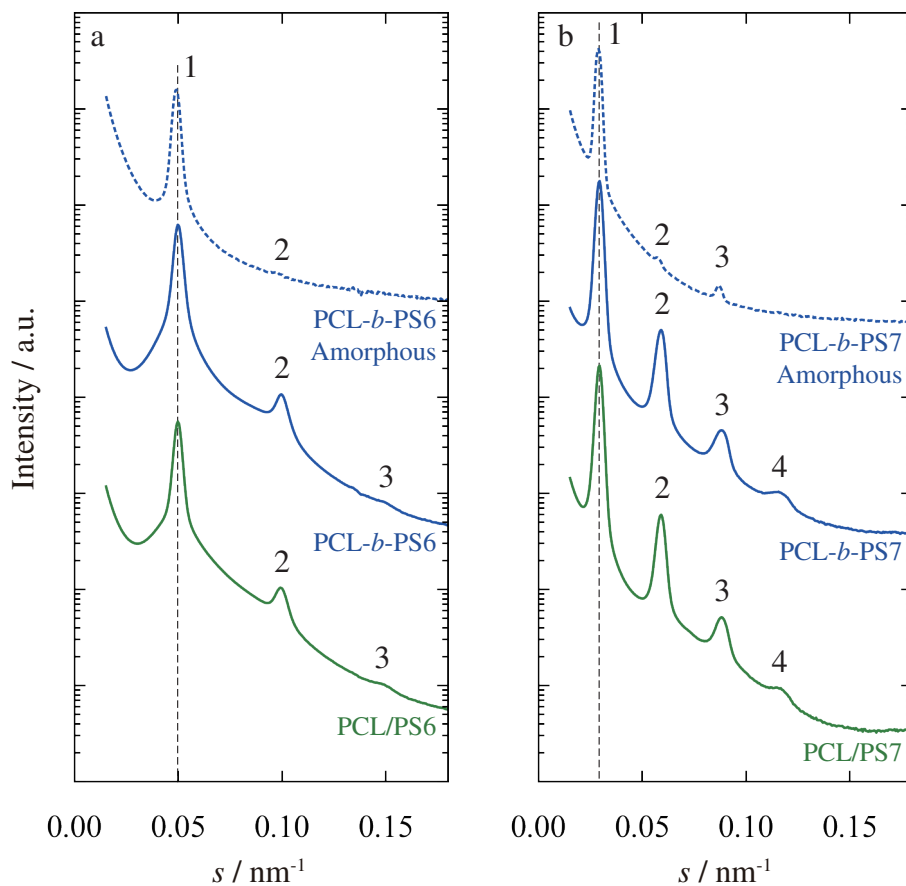 a
1
2
PCL-b-PS6
Amorphous
2
3
PCL-b-PS6
2
3
PCL/PS6
Intensity / a.u.
0.00 0.05 0.10 0.15
s / nm-1
b
1
2
3
PCL-b-PS7
Amorphous
2
3
4
PCL-b-PS7
2
3
4
PCL/PS7
0.00 0.05 0.10 0.15
s / nm-1